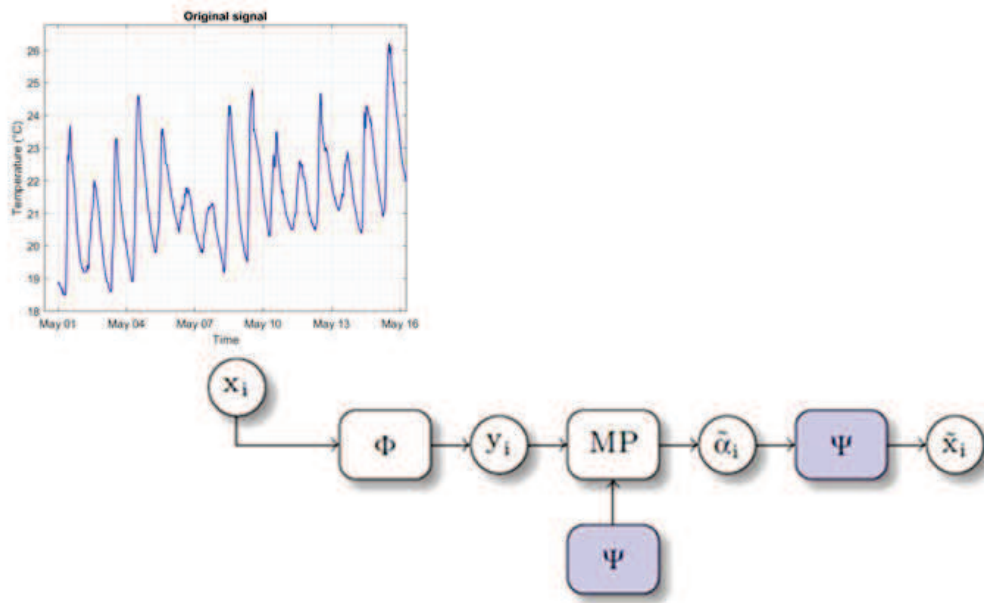 Original signal
Temperature (°C)
26
25
24
23
22
21
20
19
18
May 01 May 04 May 07 May 10 May 13 May 16
Time
x_i
Φ y_i MP α̃_i Ψ x̃_i
Ψ